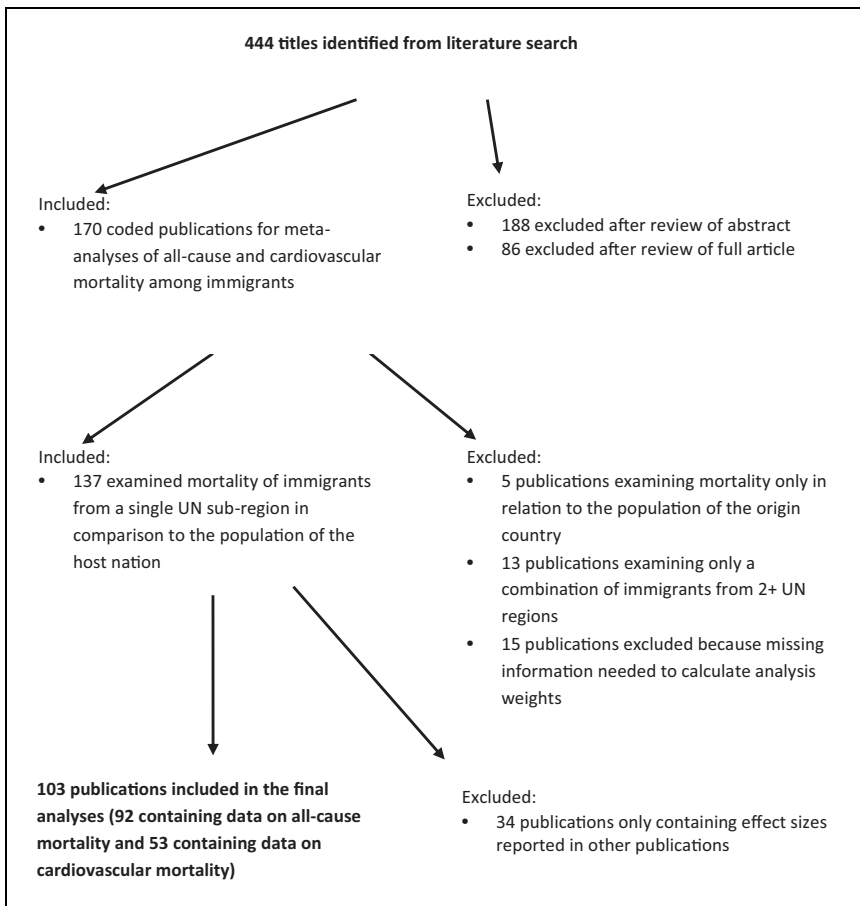 444 titles identified from literature search
Included:
• 170 coded publications for meta-
analyses of all-cause and cardiovascular
mortality among immigrants
Excluded:
• 188 excluded after review of abstract
• 86 excluded after review of full article
Included:
• 137 examined mortality of immigrants
from a single UN sub-region in
comparison to the population of the
host nation
Excluded:
• 5 publications examining mortality only in
relation to the population of the origin
country
• 13 publications examining only a
combination of immigrants from 2+ UN
regions
• 15 publications excluded because missing
information needed to calculate analysis
weights
103 publications included in the final
analyses (92 containing data on all-cause
mortality and 53 containing data on
cardiovascular mortality)
Excluded:
• 34 publications only containing effect sizes
reported in other publications